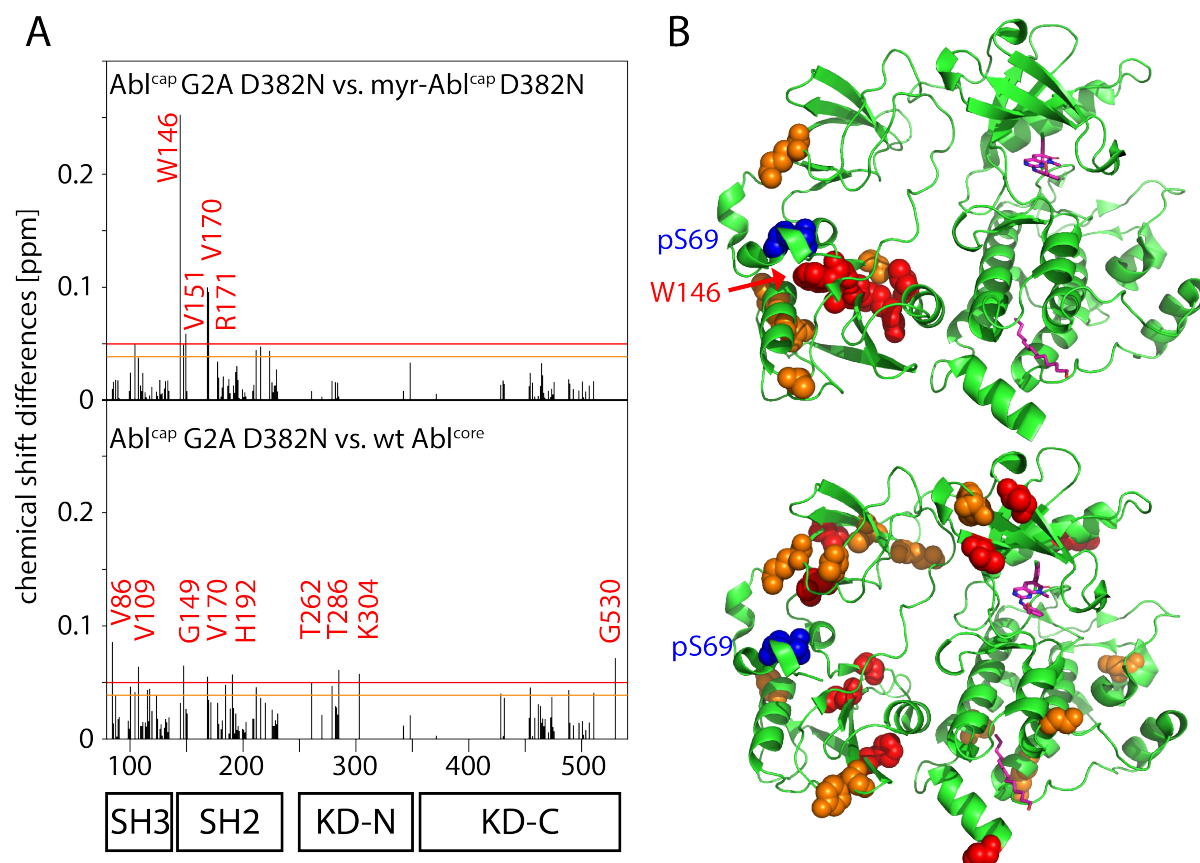 A
B
Abl^cap G2A D382N vs. myr-Abl^cap D382N
W146
V151
V170
R171
0.2
0.1
0
chemical shift differences [ppm]
Abl^cap G2A D382N vs. wt Abl^core
V86
V109
G149
V170
H192
T262
T286
K304
G530
0.2
0.1
0
100 200 300 400 500
SH3 SH2 KD-N KD-C
pS69
W146
pS69